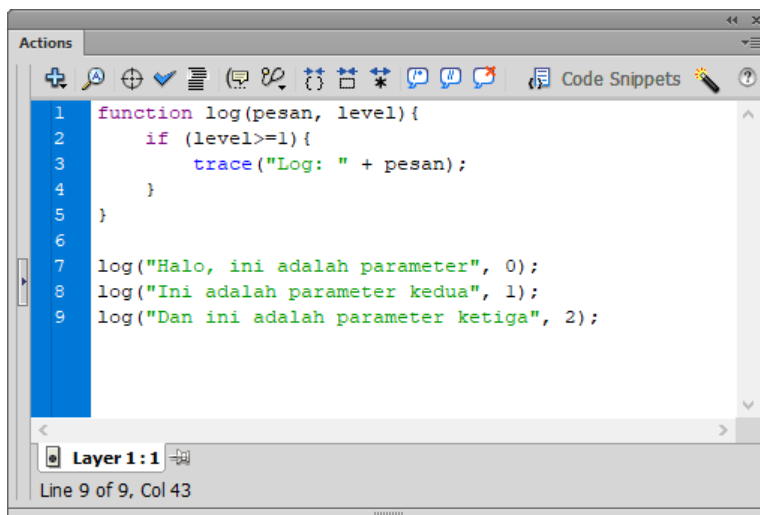 Actions
Code Snippets
1 function log(pesan, level){
2     if (level>=1){
3         trace("Log: " + pesan);
4     }
5 }
6
7 log("Halo, ini adalah parameter", 0);
8 log("Ini adalah parameter kedua", 1);
9 log("Dan ini adalah parameter ketiga", 2);
Layer 1 : 1
Line 9 of 9, Col 43